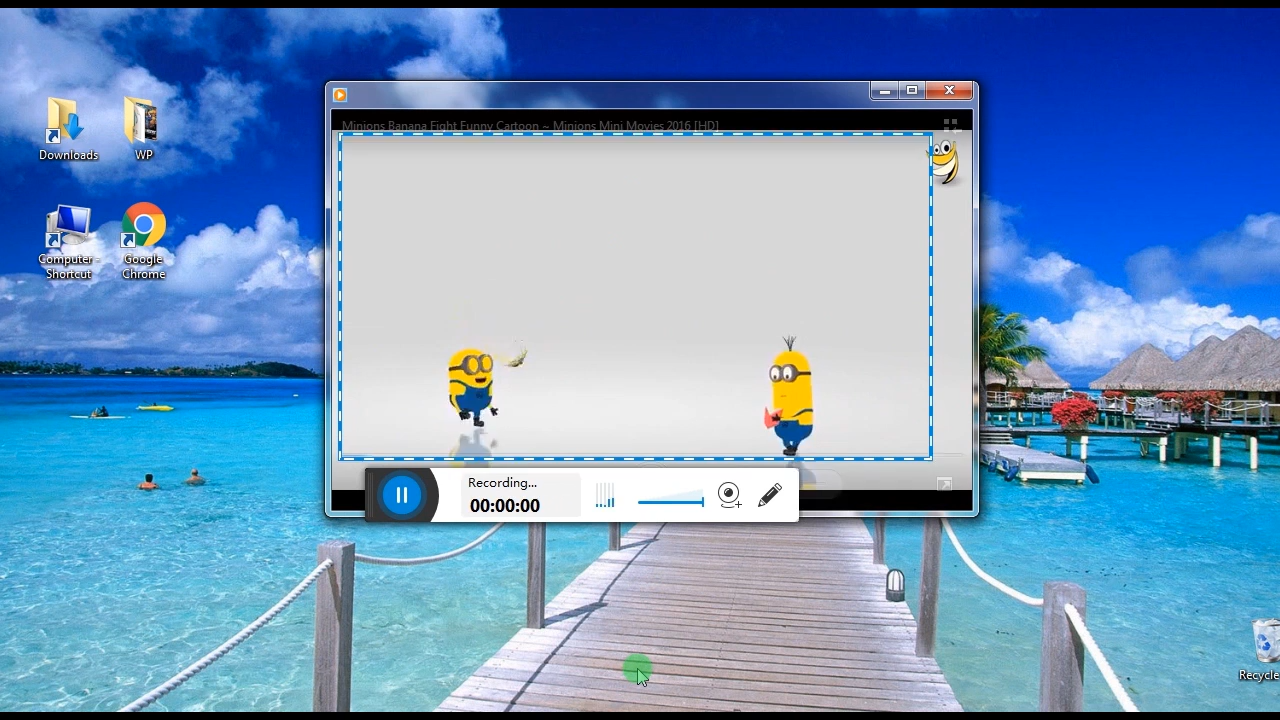 Minions Banana Fight Funny Cartoon ~ Minions Mini Movies 2016 [HD]
Downloads
WP
Computer -
Shortcut
Google
Chrome
Recording...
00:00:00
Recycle